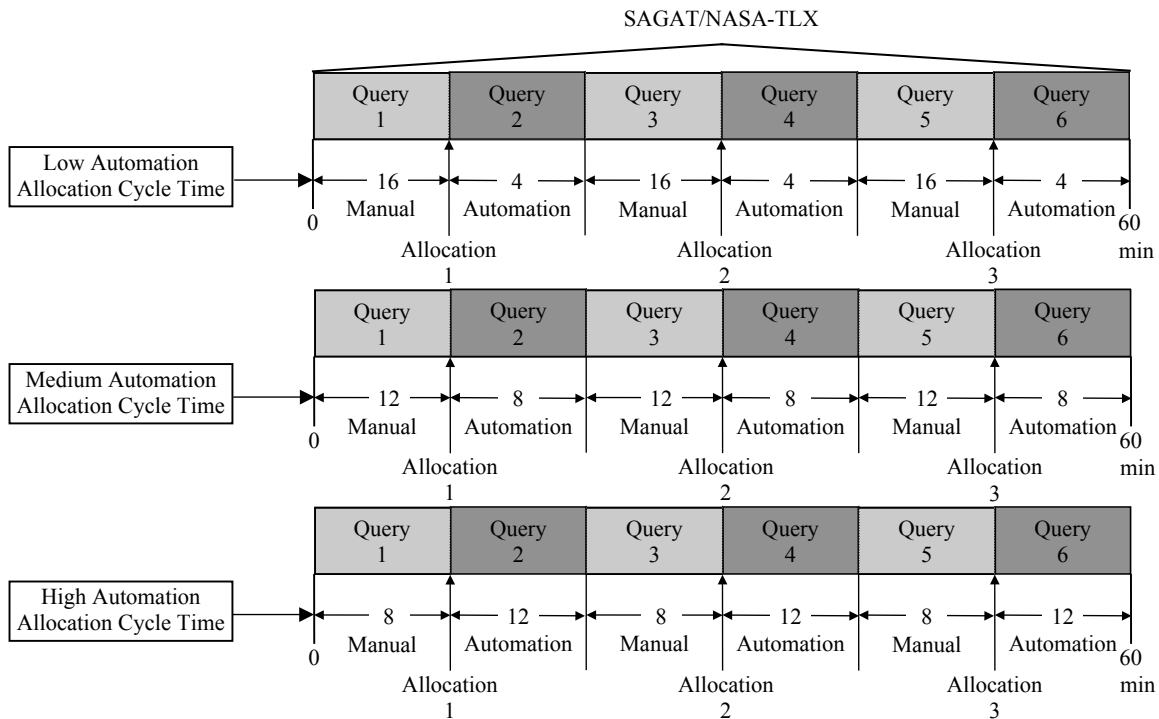 SAGAT/NASA-TLX
Query 1
Query 2
Query 3
Query 4
Query 5
Query 6
Low Automation
Allocation Cycle Time
16 4 16 4 16 4
Manual Automation Manual Automation Manual Automation
0
60
min
Allocation 1
Allocation 2
Allocation 3
Query 1
Query 2
Query 3
Query 4
Query 5
Query 6
Medium Automation
Allocation Cycle Time
12 8 12 8 12 8
Manual Automation Manual Automation Manual Automation
0
60
min
Allocation 1
Allocation 2
Allocation 3
Query 1
Query 2
Query 3
Query 4
Query 5
Query 6
High Automation
Allocation Cycle Time
8 12 8 12 8 12
Manual Automation Manual Automation Manual Automation
0
60
min
Allocation 1
Allocation 2
Allocation 3